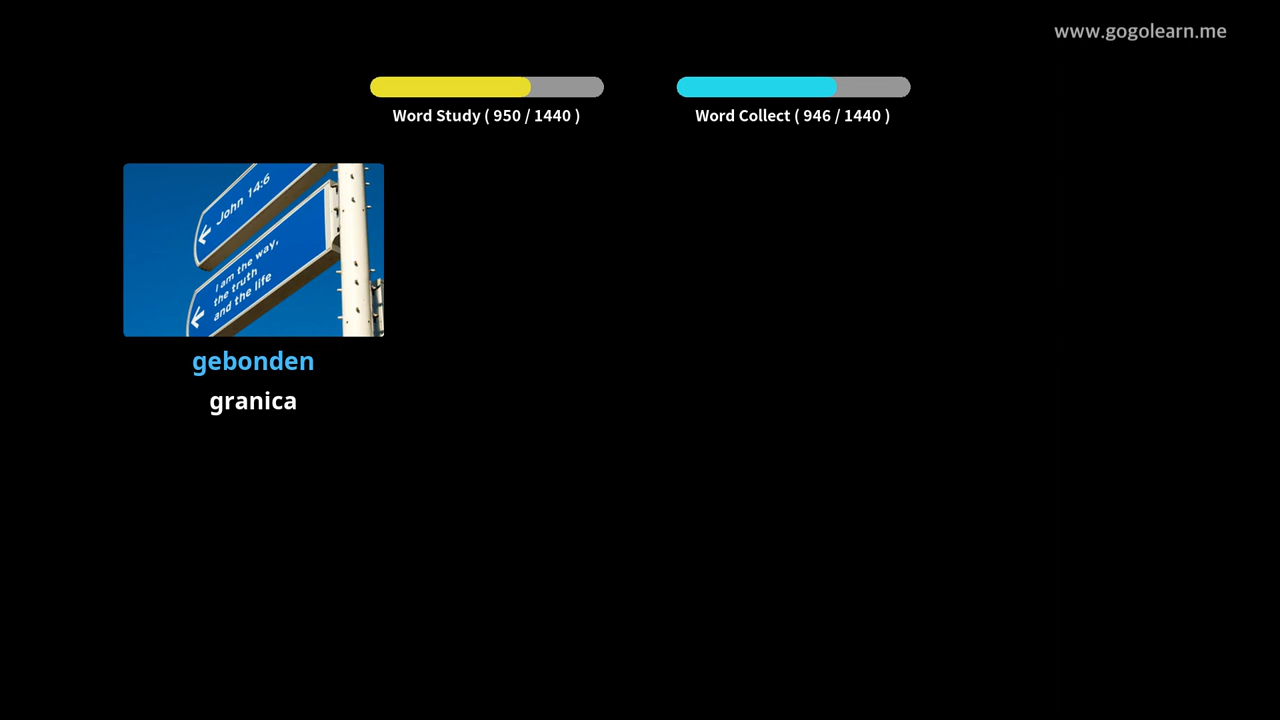 www.gogolearn.me
Word Study ( 950 / 1440 )
Word Collect ( 946 / 1440 )
John 14:6
I am the way,
the truth
and the life
gebonden
granica